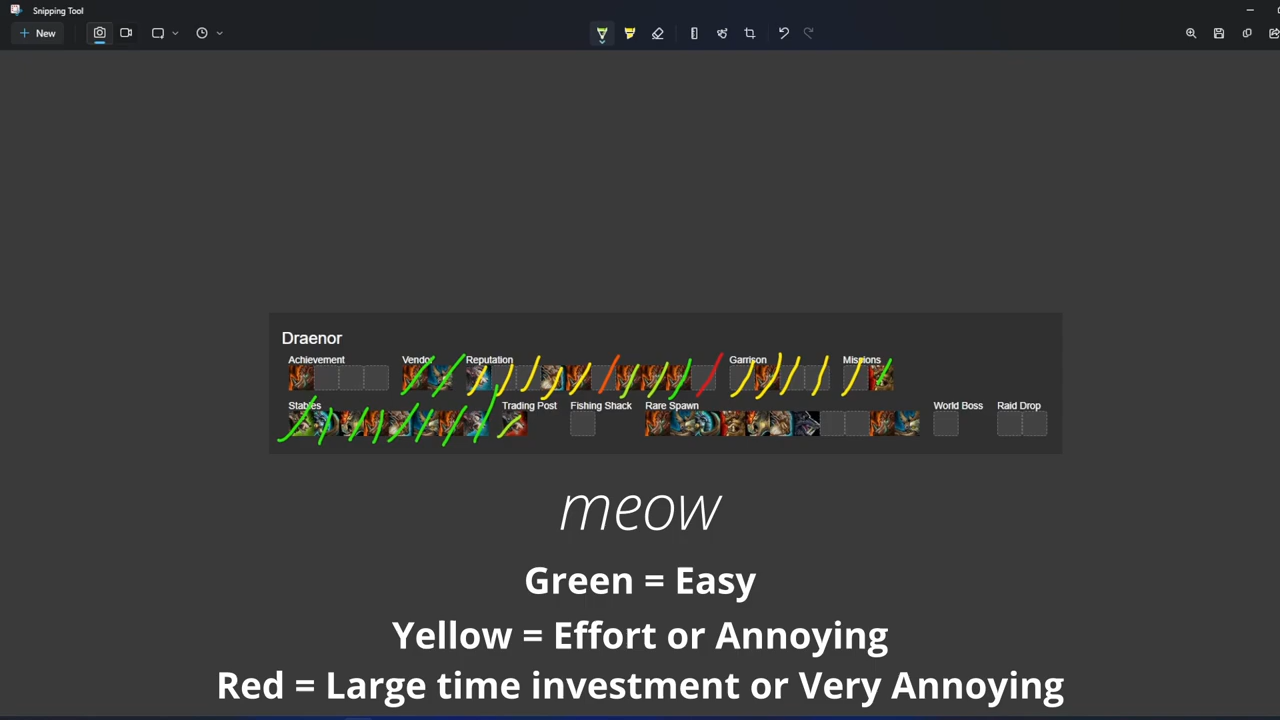 Snipping Tool
New
Draenor
Achievement Vendor Reputation Garrison Missions
Stables Trading Post Fishing Shack Rare Spawn World Boss Raid Drop
meow
Green = Easy
Yellow = Effort or Annoying
Red = Large time investment or Very Annoying